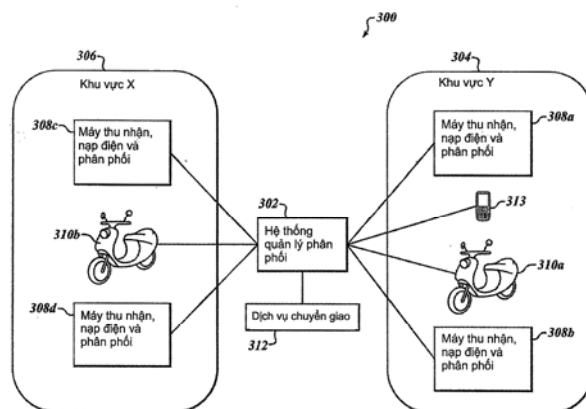 300
306
304
Khu vực X
Khu vực Y
308c
Máy thu nhận,
nạp điện và
phân phối
308a
Máy thu nhận,
nạp điện và
phân phối
313
302
Hệ thống
quản lý phân
phối
310b
310a
308d
Máy thu nhận,
nạp điện và
phân phối
Dịch vụ chuyển giao
312
308b
Máy thu nhận,
nạp điện và
phân phối